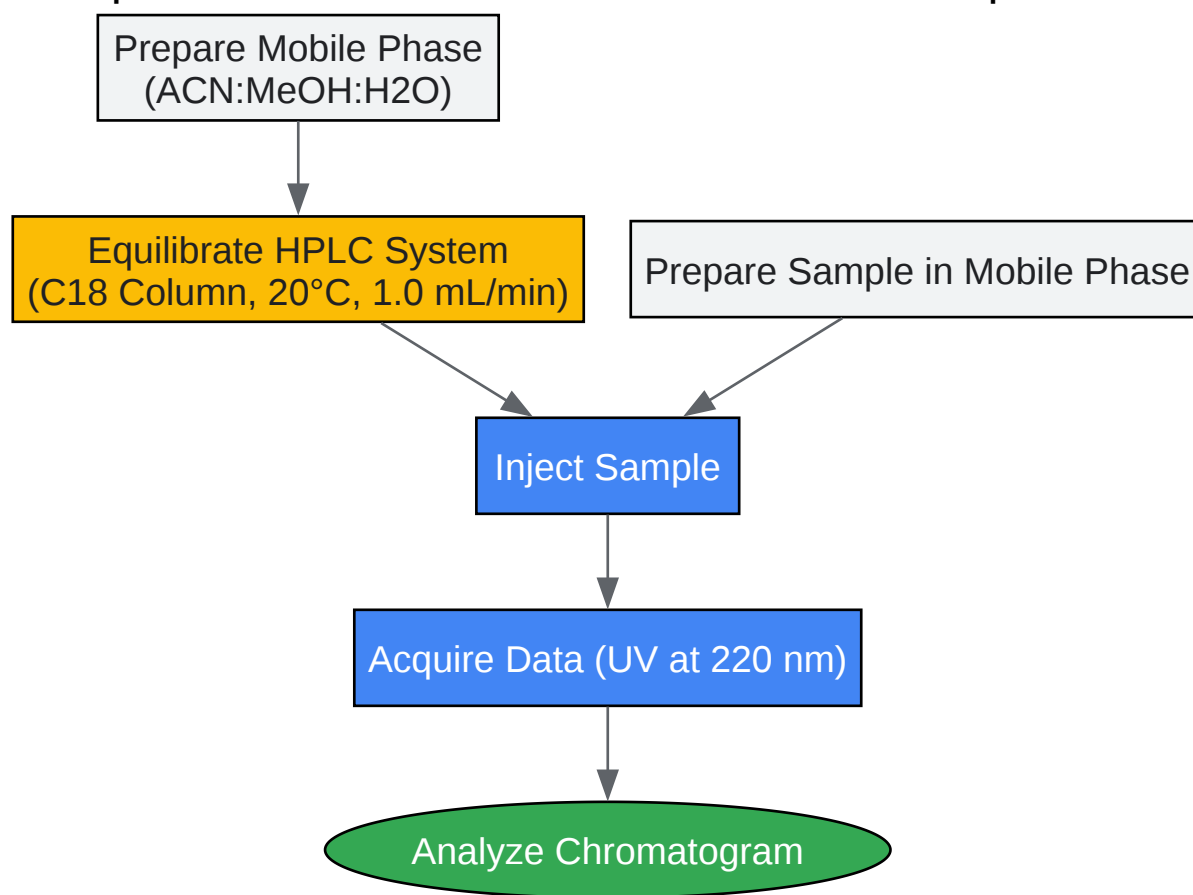 Prepare Mobile Phase
(ACN:MeOH:H2O)
Equilibrate HPLC System
(C18 Column, 20°C, 1.0 mL/min)
Prepare Sample in Mobile Phase
Inject Sample
Acquire Data (UV at 220 nm)
Analyze Chromatogram